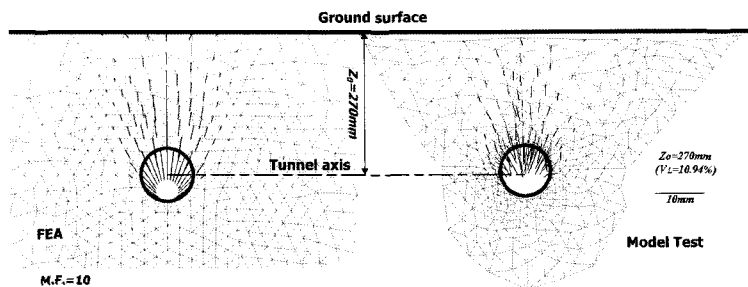 Ground surface
Z₀=270mm
Tunnel axis
Zo=270mm
(VL=10.94%)
10mm
FEA
Model Test
M.F.=10